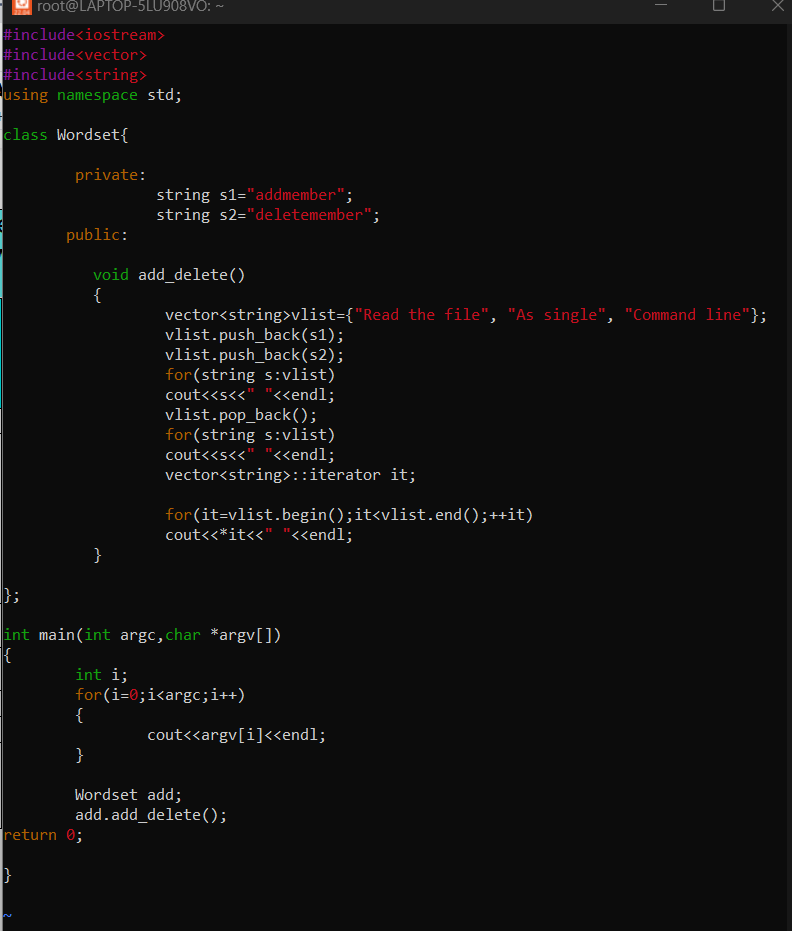 root@LAPTOP-5LU908VO: ~
#include<iostream>
#include<vector>
#include<string>
using namespace std;
class Wordset{
private:
string s1="addmember";
string s2="deletemember";
public:
void add_delete()
{
vector<string>vlist={"Read the file", "As single", "Command line"};
vlist.push_back(s1);
vlist.push_back(s2);
for(string s:vlist)
cout<<s<<" "<<endl;
vlist.pop_back();
for(string s:vlist)
cout<<s<<" "<<endl;
vector<string>::iterator it;
for(it=vlist.begin();it<vlist.end();++it)
cout<<*it<<" "<<endl;
}
};
int main(int argc,char *argv[])
{
int i;
for(i=0;i<argc;i++)
{
cout<<argv[i]<<endl;
}
Wordset add;
add.add_delete();
return 0;
}
~